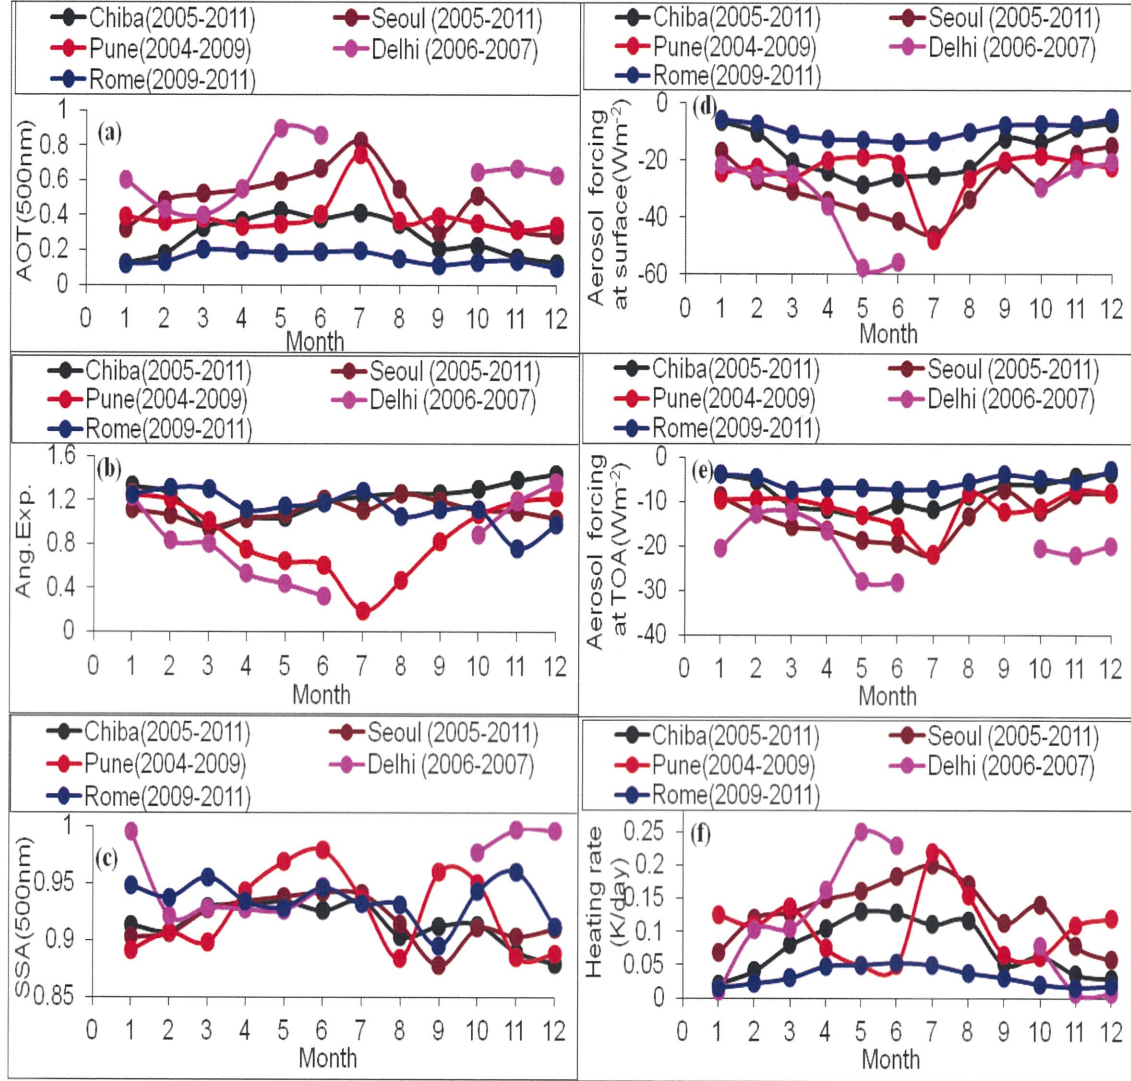 Chiba(2005-2011) Seoul (2005-2011)
Pune(2004-2009) Delhi (2006-2007)
Rome(2009-2011)
AOT(500nm)
(a)
1
0.8
0.6
0.4
0.2
0
0 1 2 3 4 5 6 7 8 9 10 11 12
Month
Chiba(2005-2011) Seoul (2005-2011)
Pune(2004-2009) Delhi (2006-2007)
Rome(2009-2011)
Ang.Exp.
(b)
1.6
1.2
0.8
0.4
0
0 1 2 3 4 5 6 7 8 9 10 11 12
Month
Chiba(2005-2011) Seoul (2005-2011)
Pune(2004-2009) Delhi (2006-2007)
Rome(2009-2011)
SSA(500nm)
(c)
1
0.95
0.9
0.85
0 1 2 3 4 5 6 7 8 9 10 11 12
Month
Chiba(2005-2011) Seoul (2005-2011)
Pune(2004-2009) Delhi (2006-2007)
Rome(2009-2011)
Aerosol forcing
at surface(Wm-2)
(d)
0
-20
-40
-60
0 1 2 3 4 5 6 7 8 9 10 11 12
Month
Chiba(2005-2011) Seoul (2005-2011)
Pune(2004-2009) Delhi (2006-2007)
Rome(2009-2011)
Aerosol forcing
at TOA(Wm-2)
(e)
0
-10
-20
-30
-40
0 1 2 3 4 5 6 7 8 9 10 11 12
Month
Chiba(2005-2011) Seoul (2005-2011)
Pune(2004-2009) Delhi (2006-2007)
Rome(2009-2011)
Heating rate
(K/day)
(f)
0.25
0.2
0.15
0.1
0.05
0
0 1 2 3 4 5 6 7 8 9 10 11 12
Month